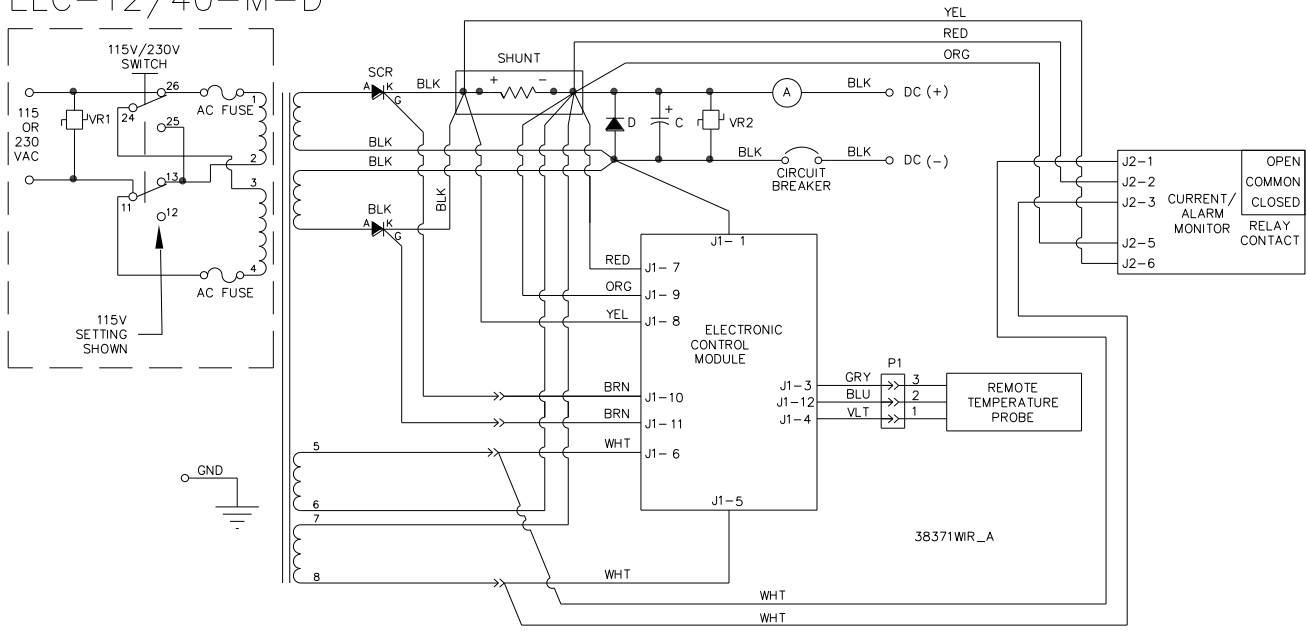 ELC-12/40-M-D
YEL
RED
ORG
115V/230V
SWITCH
SHUNT
SCR
A K
G
BLK
+ -
26
AC FUSE
1
24
VR1
115
OR
230
VAC
25
2
13
3
11
12
4
AC FUSE
115V
SETTING
SHOWN
BLK
BLK
BLK
A K
G
BLK
D
+
C
VR2
A
BLK
DC (+)
BLK
CIRCUIT
BREAKER
BLK
DC (-)
J2-1
J2-2
J2-3
J2-5
J2-6
CURRENT/
ALARM
MONITOR
OPEN
COMMON
CLOSED
RELAY
CONTACT
J1-1
RED
J1-7
ORG
J1-9
YEL
J1-8
ELECTRONIC
CONTROL
MODULE
BRN
J1-10
BRN
J1-11
WHT
J1-6
J1-5
J1-3
J1-12
J1-4
GRY
BLU
VLT
P1
3
2
1
REMOTE
TEMPERATURE
PROBE
GND
5
6
7
8
WHT
38371WIR_A
WHT
WHT